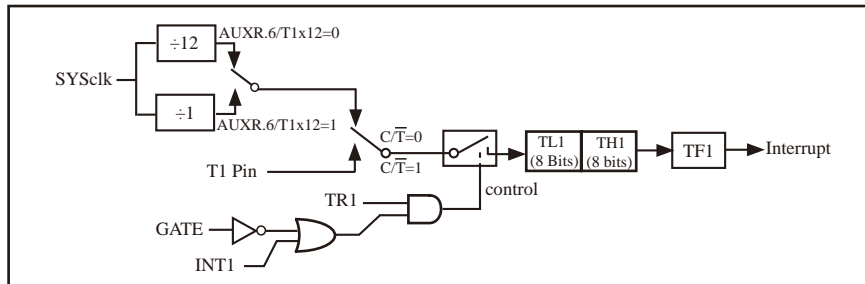 ÷12
AUXR.6/T1x12=0
SYSclk
÷1
AUXR.6/T1x12=1
C/T̅=0
C/T̅=1
T1 Pin
TL1
(8 Bits)
TH1
(8 bits)
TF1
Interrupt
control
TR1
GATE
INT1